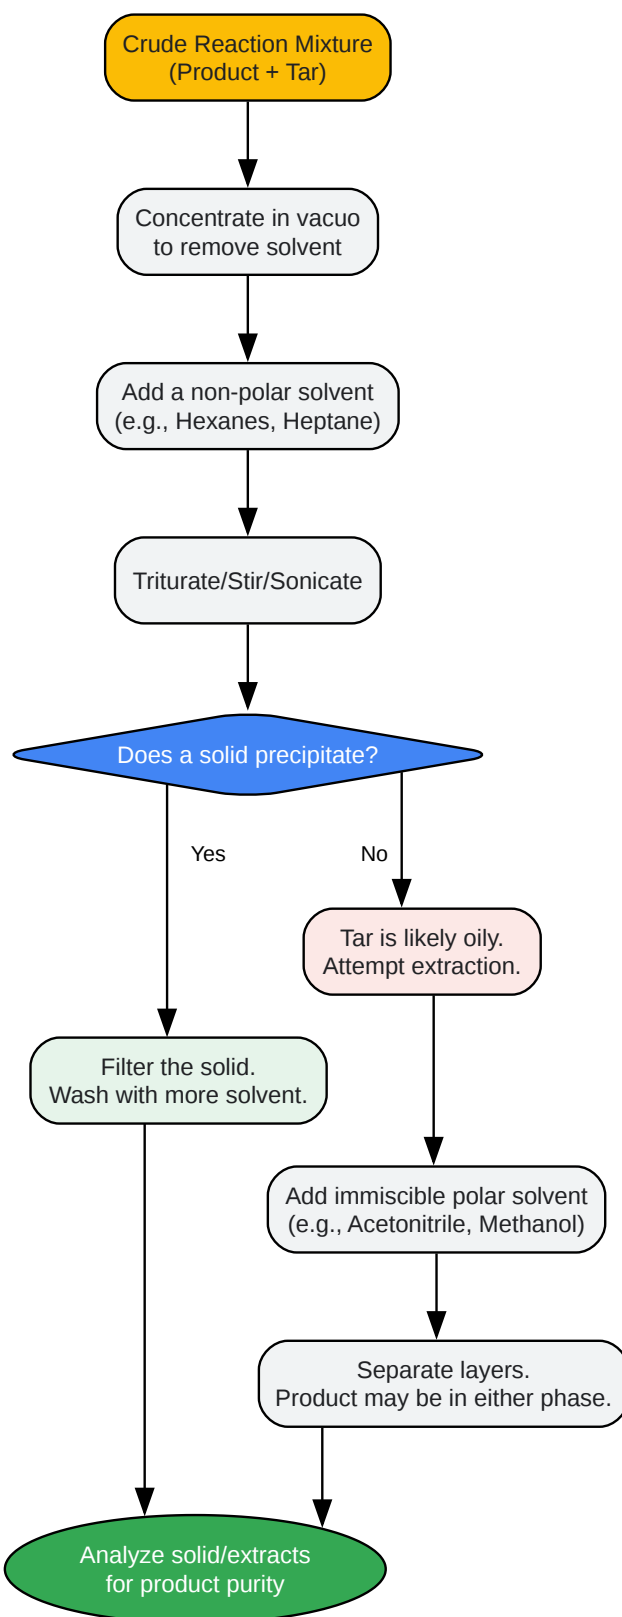 Crude Reaction Mixture
(Product + Tar)
Concentrate in vacuo
to remove solvent
Add a non-polar solvent
(e.g., Hexanes, Heptane)
Triturate/Stir/Sonicate
Does a solid precipitate?
Yes
No
Tar is likely oily.
Attempt extraction.
Filter the solid.
Wash with more solvent.
Add immiscible polar solvent
(e.g., Acetonitrile, Methanol)
Separate layers.
Product may be in either phase.
Analyze solid/extracts
for product purity